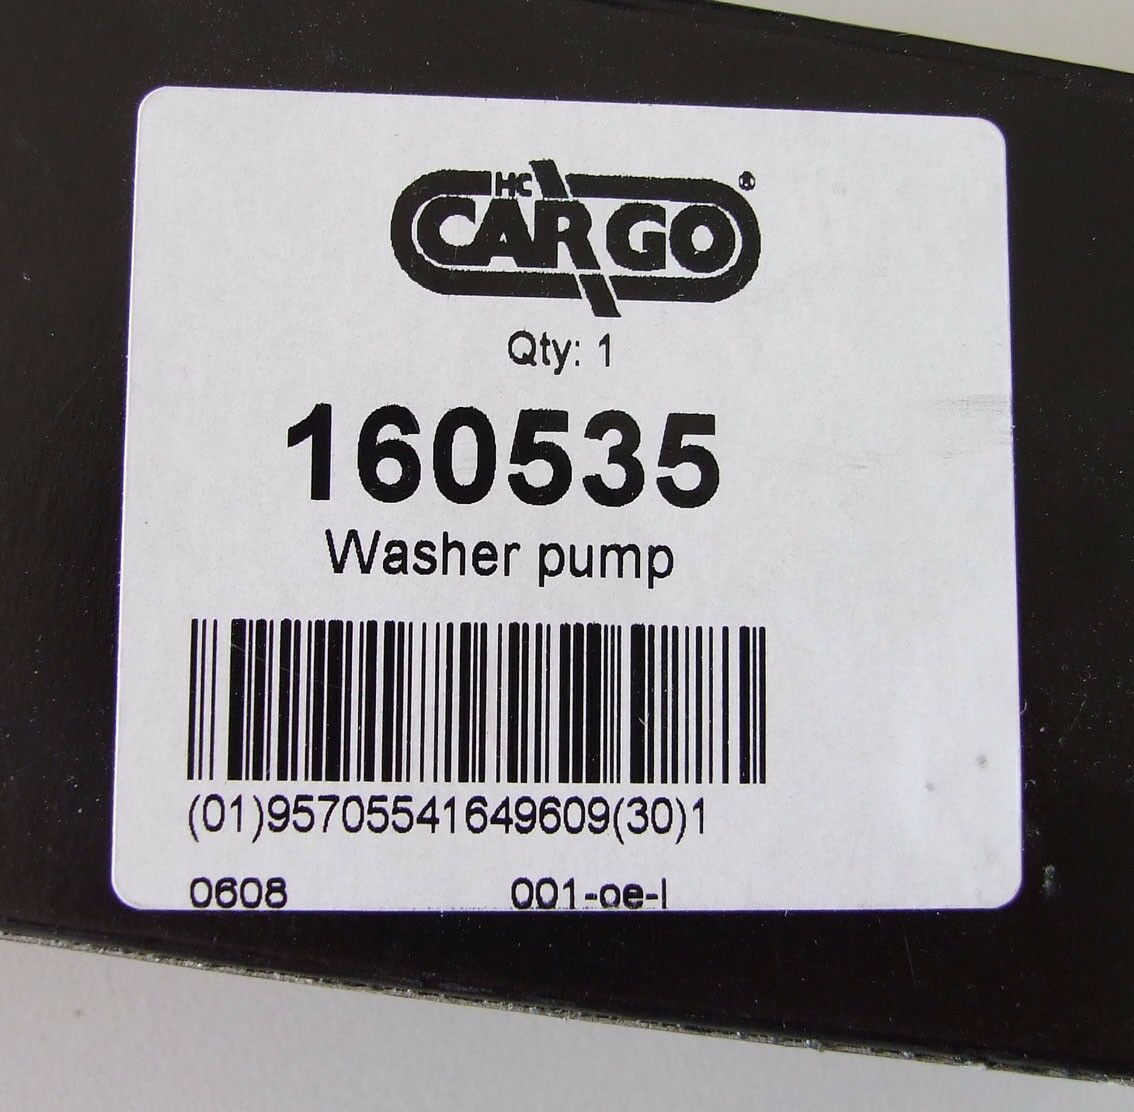 HC
CARGO®
Qty: 1
160535
Washer pump
(01)95705541649609(30)1
0608 001-oe-l